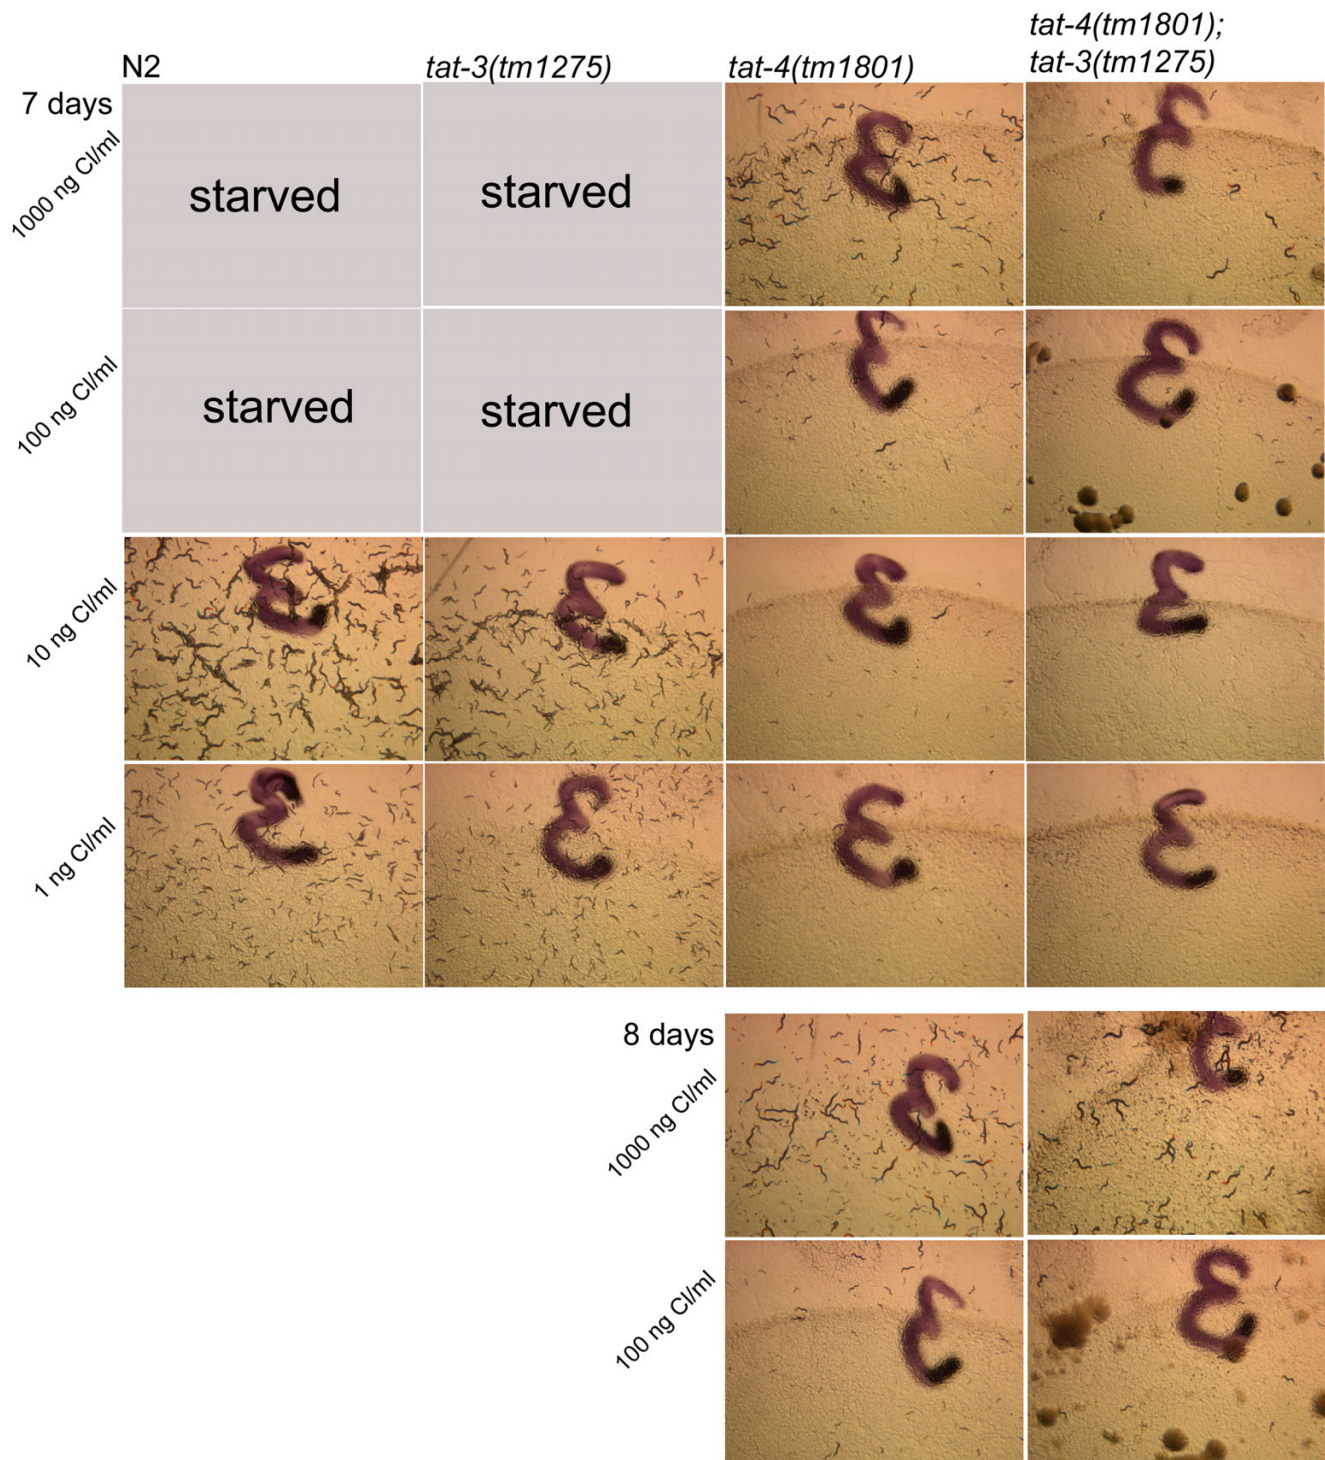 tat-4(tm1801);
N2 tat-3(tm1275) tat-4(tm1801) tat-3(tm1275)
7 days
1000 ng Cl/ml
starved starved
100 ng Cl/ml
starved starved
10 ng Cl/ml
1 ng Cl/ml
8 days
1000 ng Cl/ml
100 ng Cl/ml